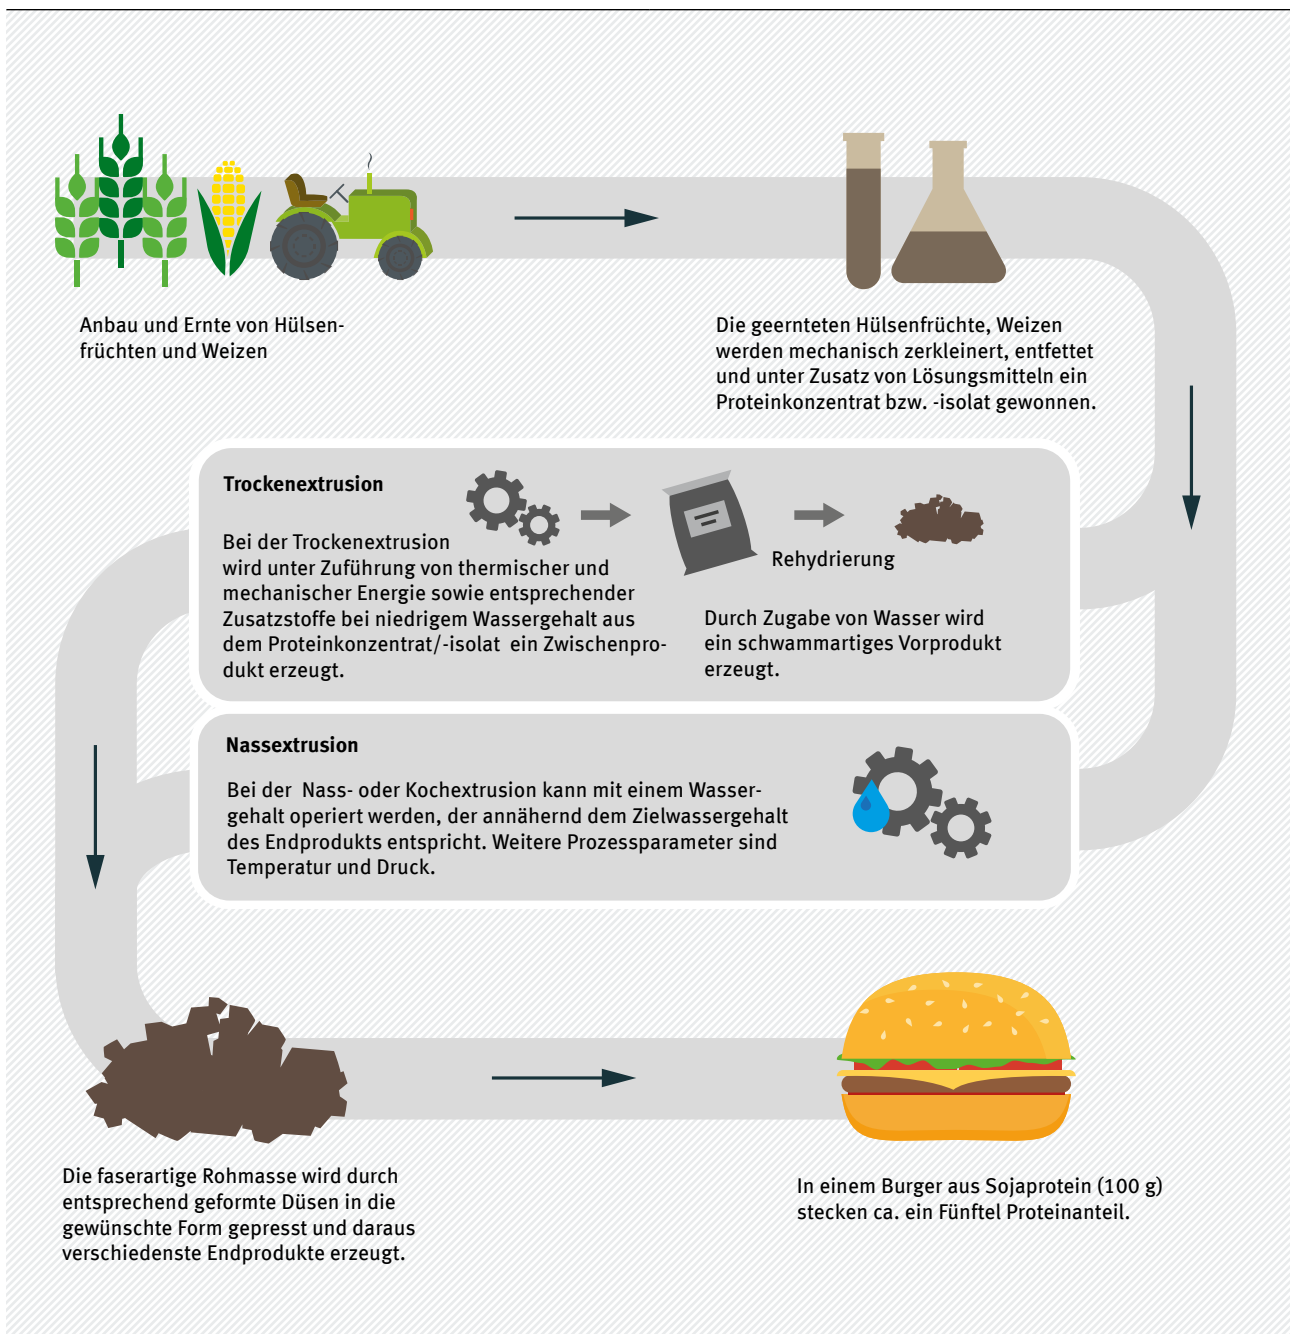 Anbau und Ernte von Hülsen-
früchten und Weizen
Die geernteten Hülsenfrüchte, Weizen
werden mechanisch zerkleinert, entfettet
und unter Zusatz von Lösungsmitteln ein
Proteinkonzentrat bzw. -isolat gewonnen.
Trockenextrusion
Bei der Trockenextrusion
wird unter Zuführung von thermischer und
mechanischer Energie sowie entsprechender
Zusatzstoffe bei niedrigem Wassergehalt aus
dem Proteinkonzentrat/-isolat ein Zwischenpro-
dukt erzeugt.
Rehydrierung
Durch Zugabe von Wasser wird
ein schwammartiges Vorprodukt
erzeugt.
Nassextrusion
Bei der Nass- oder Kochextrusion kann mit einem Wasser-
gehalt operiert werden, der annähernd dem Zielwassergehalt
des Endprodukts entspricht. Weitere Prozessparameter sind
Temperatur und Druck.
Die faserartige Rohmasse wird durch
entsprechend geformte Düsen in die
gewünschte Form gepresst und daraus
verschiedenste Endprodukte erzeugt.
In einem Burger aus Sojaprotein (100 g)
stecken ca. ein Fünftel Proteinanteil.